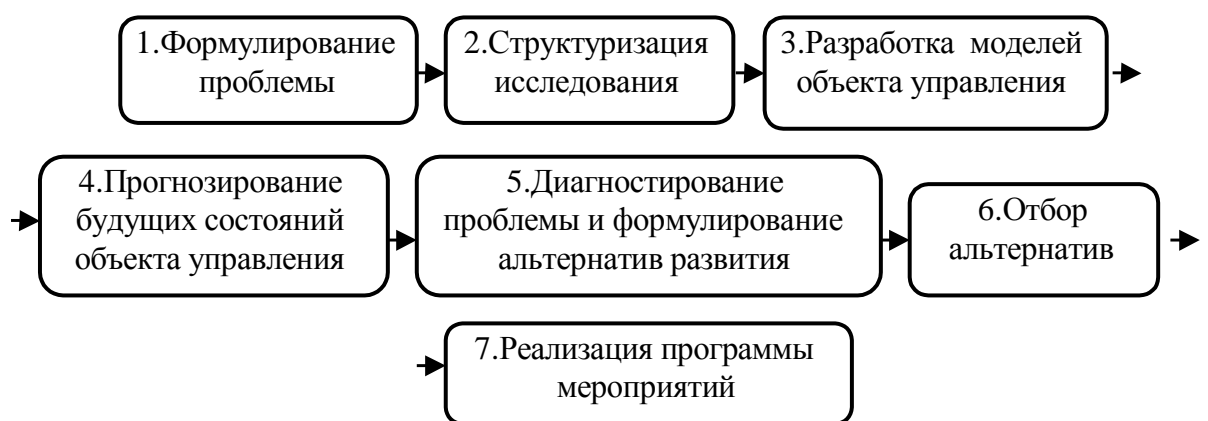 1.Формулирование
проблемы
2.Структуризация
исследования
3.Разработка моделей
объекта управления
4.Прогнозирование
будущих состояний
объекта управления
5.Диагностирование
проблемы и формулирование
альтернатив развития
6.Отбор
альтернатив
7.Реализация программы
мероприятий